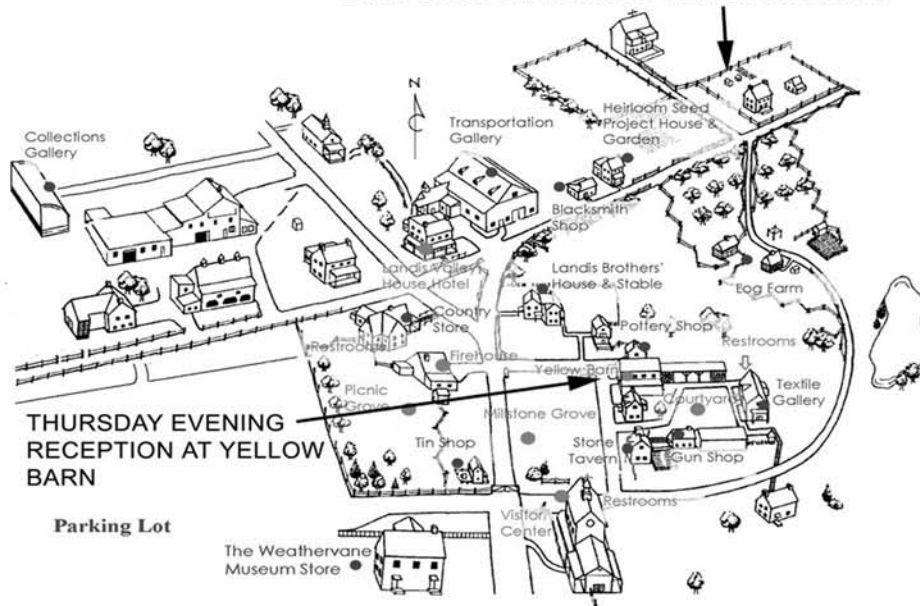 N
Collections
Gallery
Transportation
Gallery
Heirloom Seed
Project House &
Garden
Blacksmith
Shop
Landis Valley
House Hotel
Landis Brothers'
House & Stable
Log Farm
Country
Store
Pottery Shop
Restrooms
Restrooms
Firehouse
Yellow Barn
Picnic
Grove
Courtyard
Textile
Gallery
THURSDAY EVENING
RECEPTION AT YELLOW
BARN
Millstone Grove
Tin Shop
Stone
Tavern
Gun Shop
Parking Lot
Visitor
Center
Restrooms
The Weathervane
Museum Store